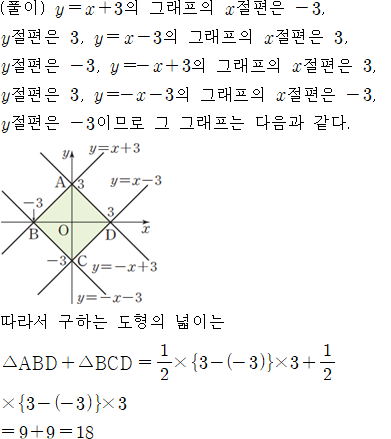 (풀이) y=x+3의 그래프의 x절편은 -3,
y절편은 3, y=x-3의 그래프의 x절편은 3,
y절편은 -3, y=-x+3의 그래프의 x절편은 3,
y절편은 3, y=-x-3의 그래프의 x절편은 -3,
y절편은 -3이므로 그 그래프는 다음과 같다.
y y=x+3
A 3 y=x-3
-3 3
B O D x
-3 C y=-x+3
y=-x-3
따라서 구하는 도형의 넓이는
△ABD+△BCD=1/2×{3-(-3)}×3+1/2
×{3-(-3)}×3
=9+9=18